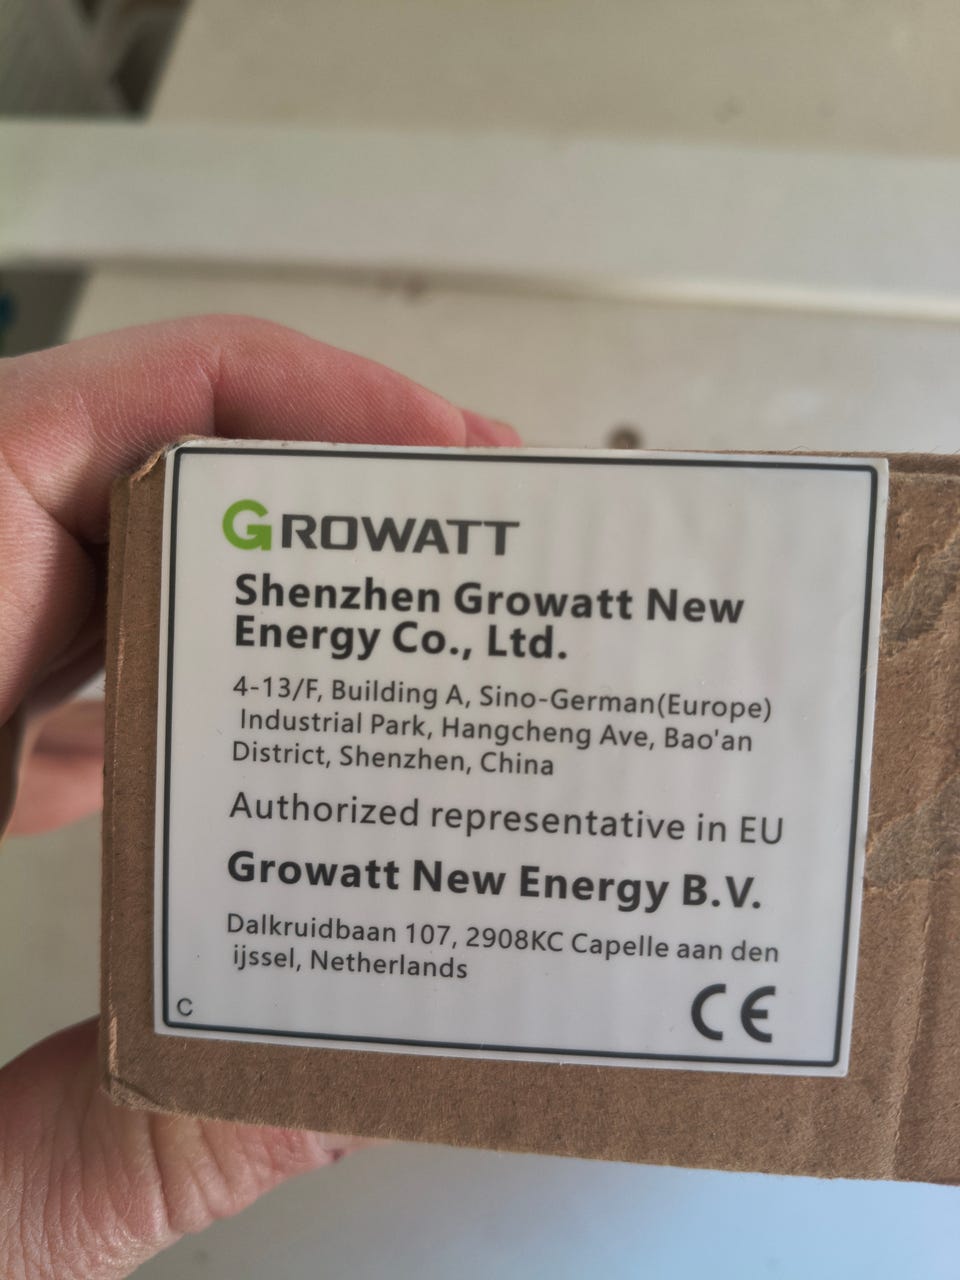 GROWATT
Shenzhen Growatt New
Energy Co., Ltd.
4-13/F, Building A, Sino-German(Europe)
Industrial Park, Hangcheng Ave, Bao'an
District, Shenzhen, China
Authorized representative in EU
Growatt New Energy B.V.
Dalkruidbaan 107, 2908KC Capelle aan den
ijssel, Netherlands
C
CE